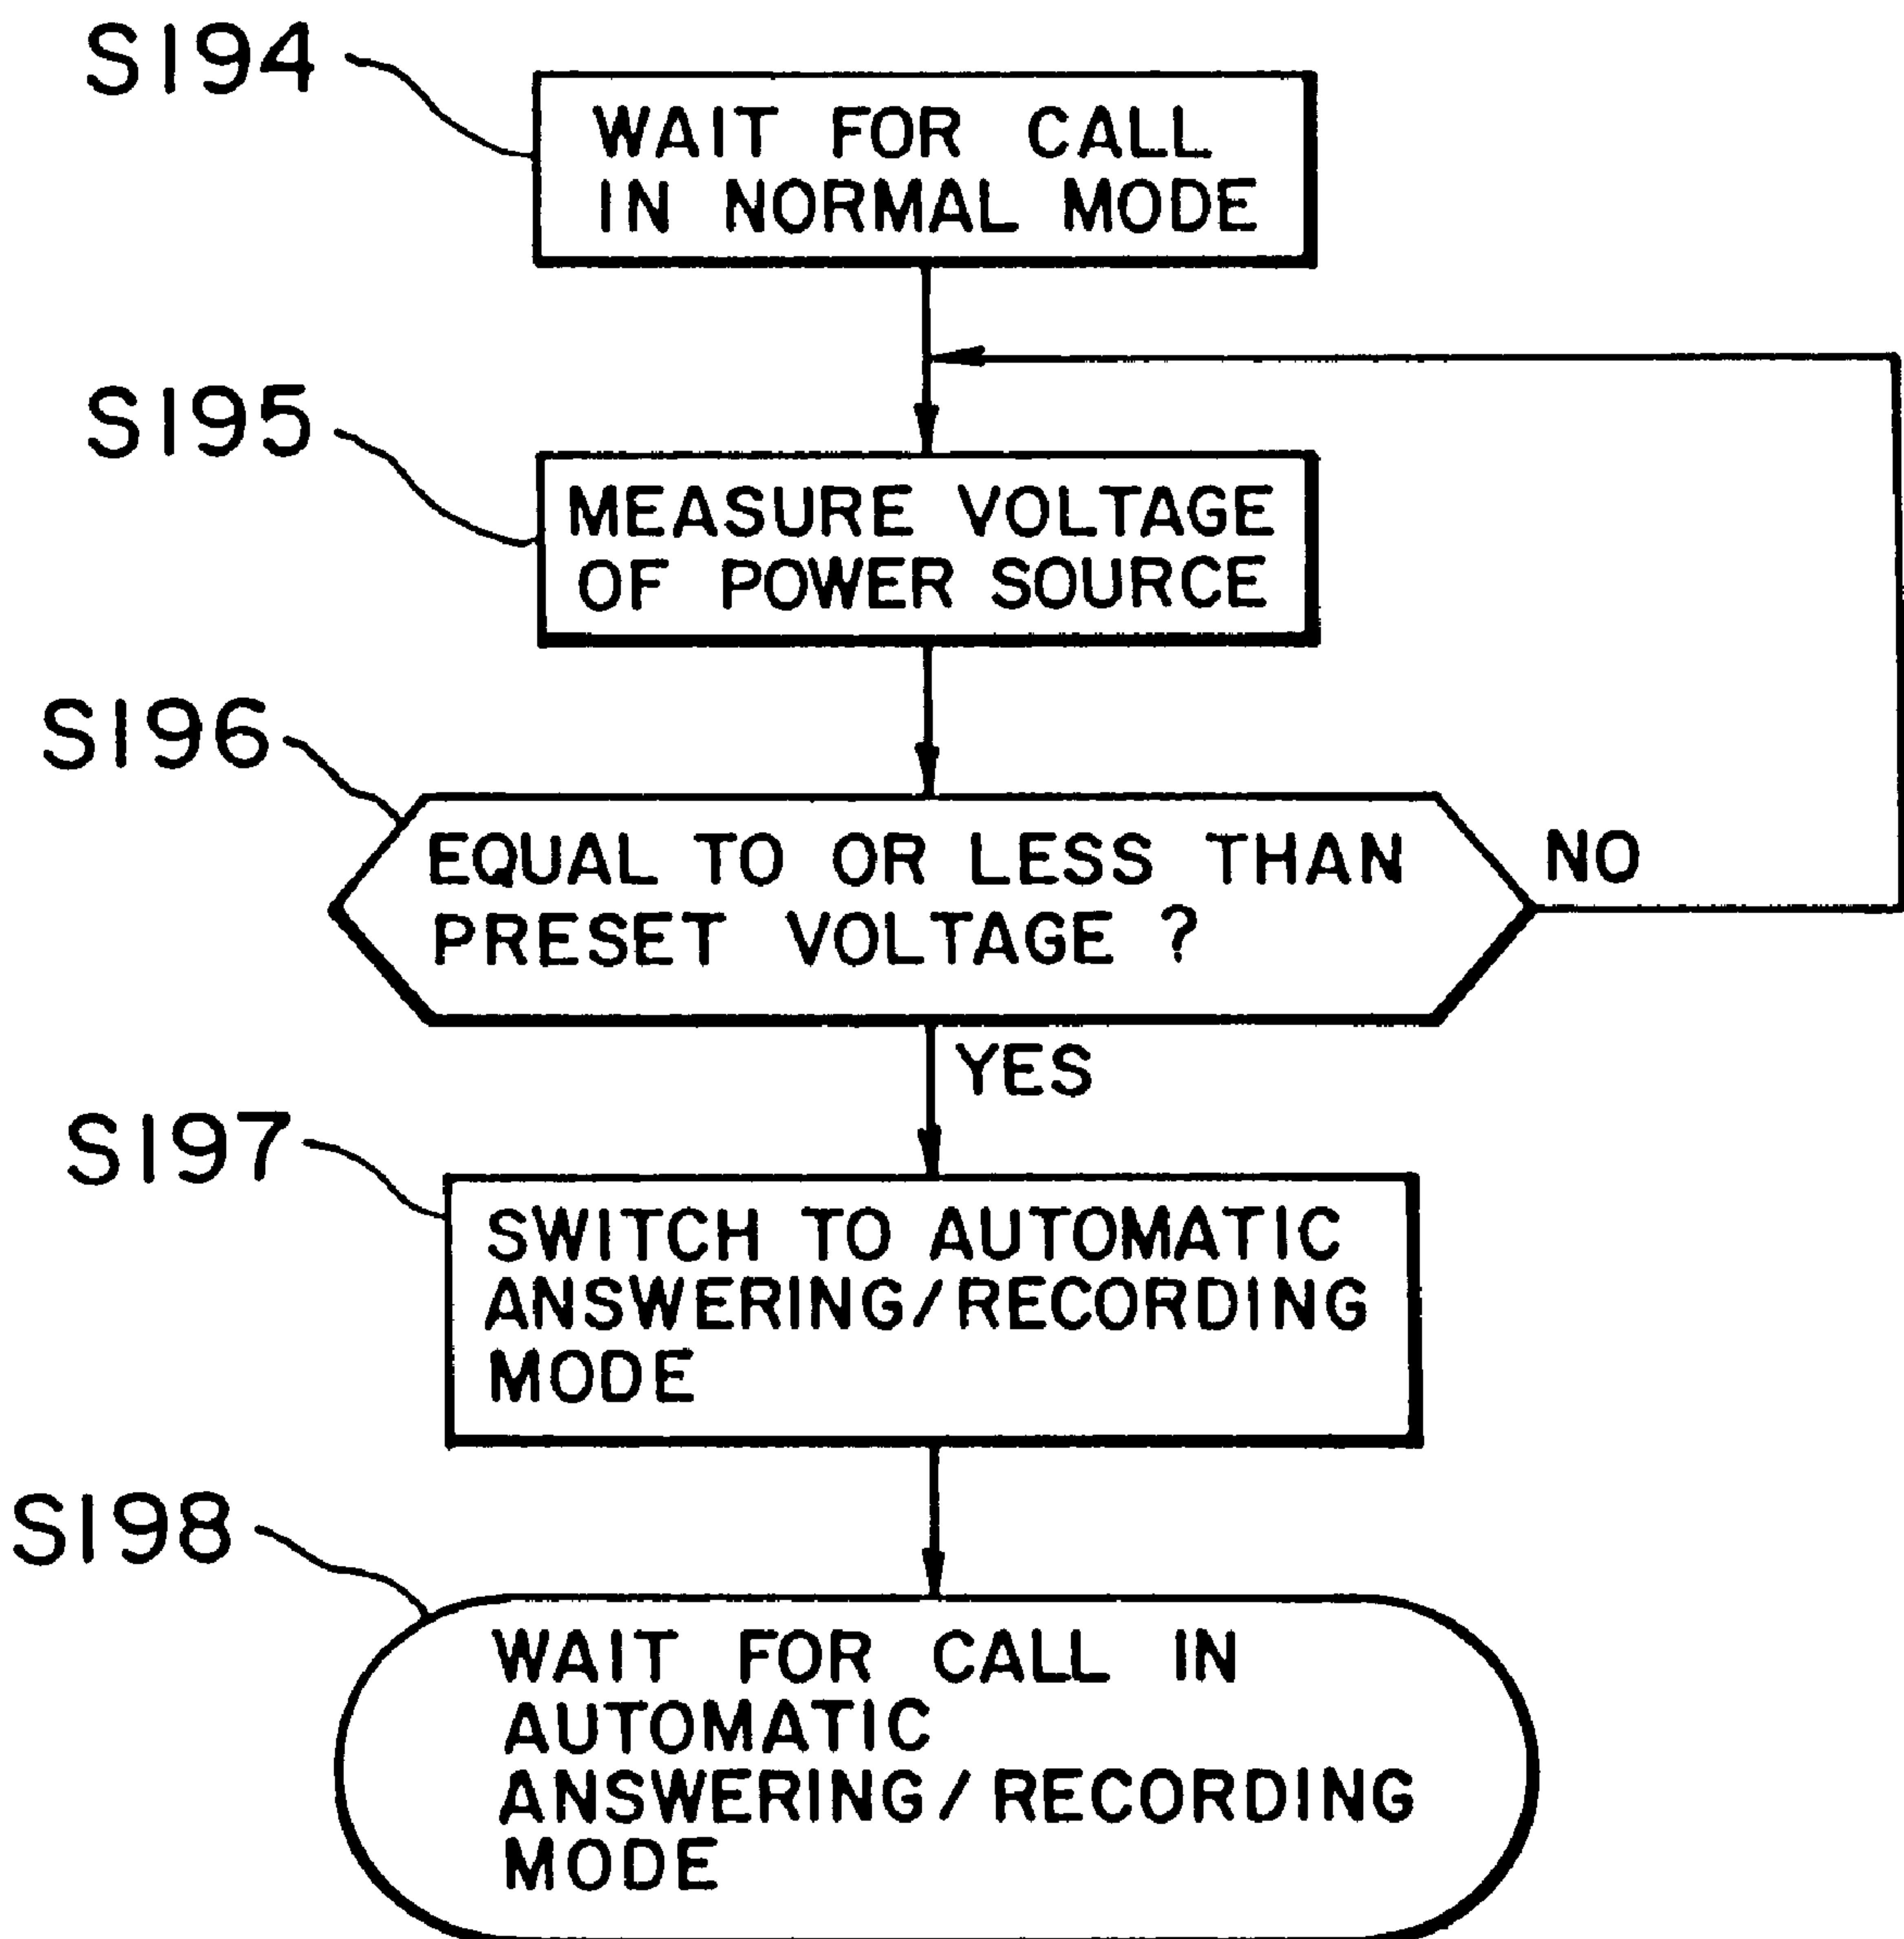 S194
WAIT FOR CALL
IN NORMAL MODE
S195
MEASURE VOLTAGE
OF POWER SOURCE
S196
EQUAL TO OR LESS THAN
PRESET VOLTAGE ?
NO
YES
S197
SWITCH TO AUTOMATIC
ANSWERING/RECORDING
MODE
S198
WAIT FOR CALL IN
AUTOMATIC
ANSWERING/RECORDING
MODE